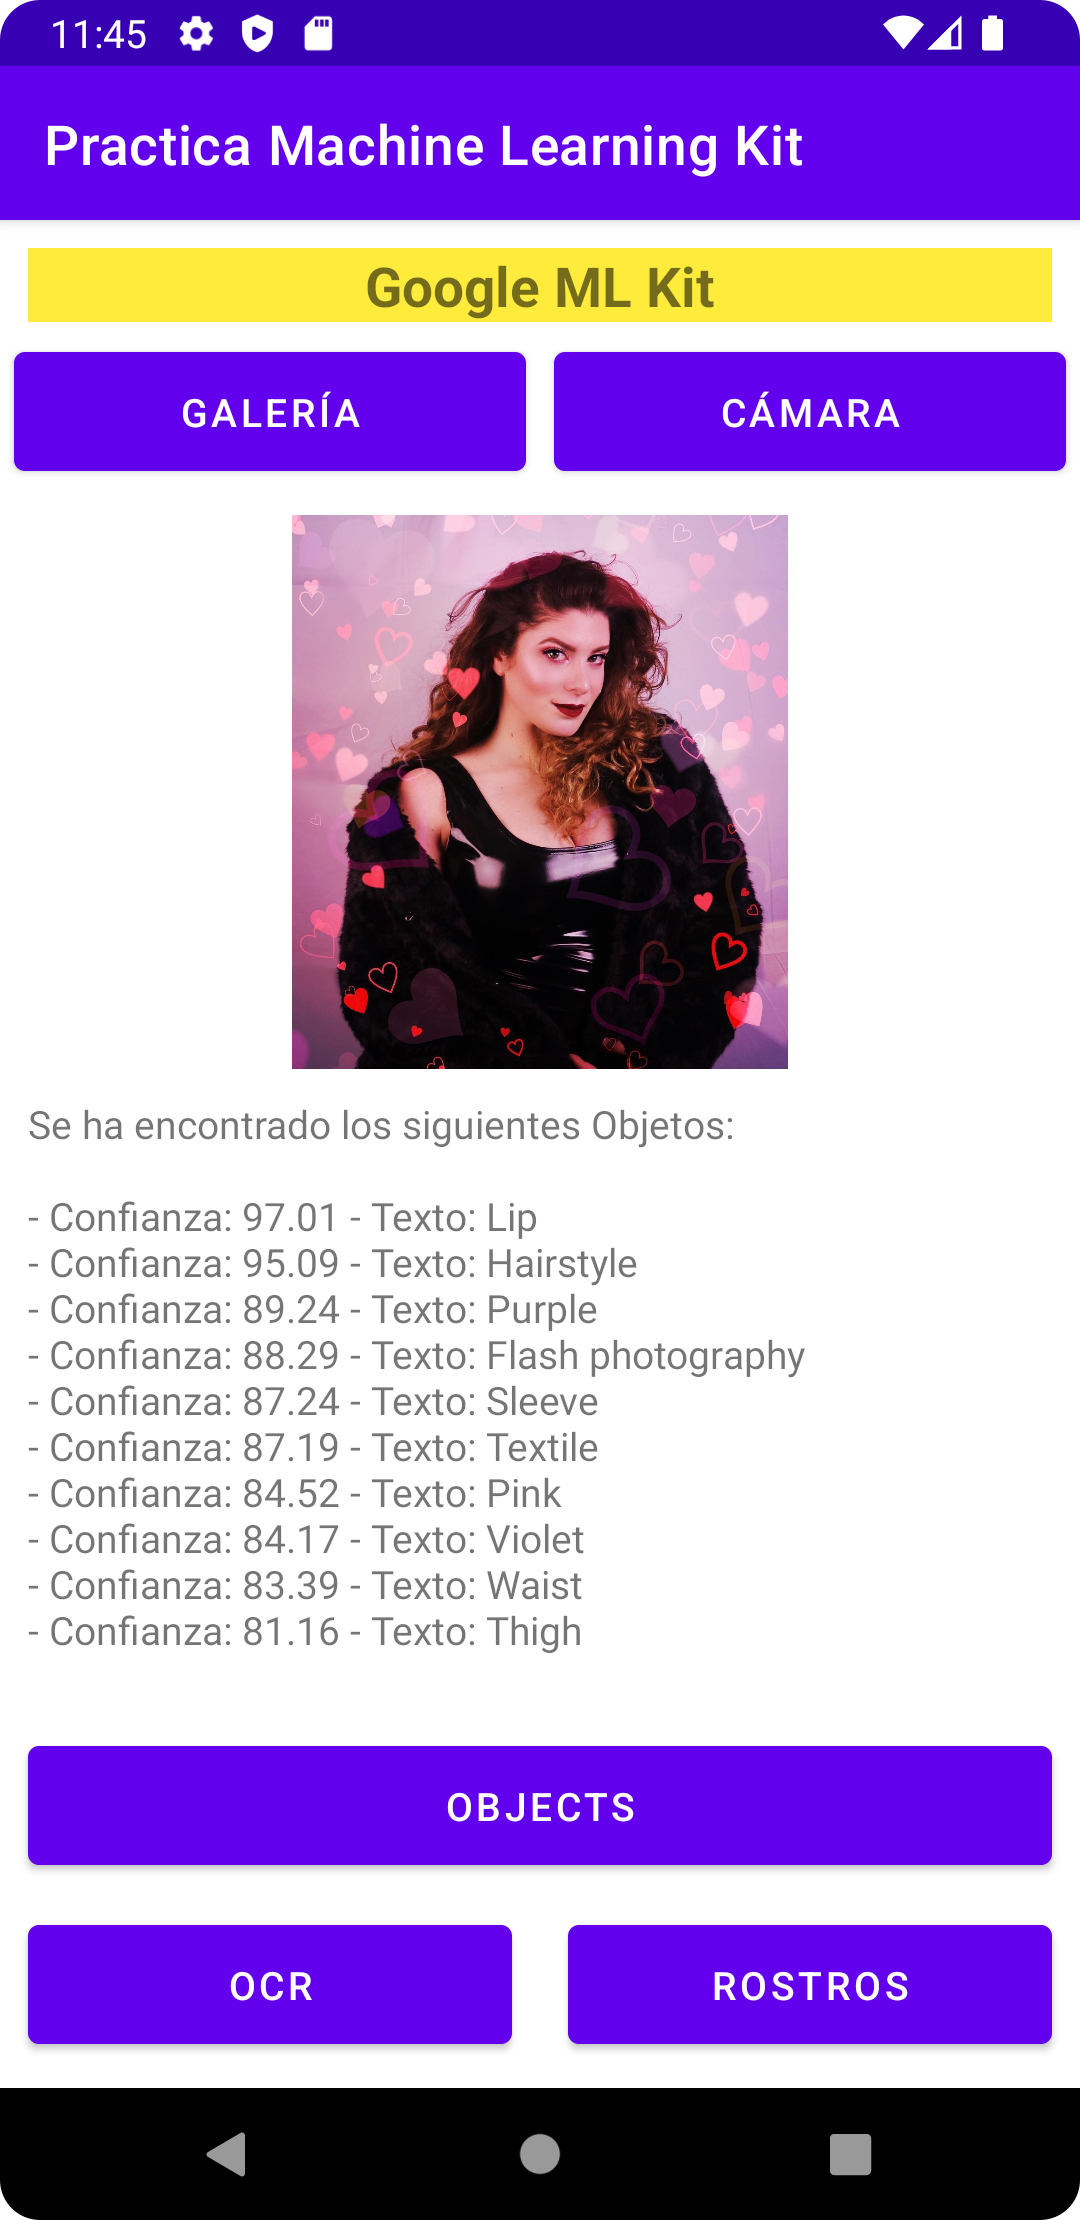 11:45
Practica Machine Learning Kit
Google ML Kit
GALERÍA
CÁMARA
Se ha encontrado los siguientes Objetos:
- Confianza: 97.01 - Texto: Lip
- Confianza: 95.09 - Texto: Hairstyle
- Confianza: 89.24 - Texto: Purple
- Confianza: 88.29 - Texto: Flash photography
- Confianza: 87.24 - Texto: Sleeve
- Confianza: 87.19 - Texto: Textile
- Confianza: 84.52 - Texto: Pink
- Confianza: 84.17 - Texto: Violet
- Confianza: 83.39 - Texto: Waist
- Confianza: 81.16 - Texto: Thigh
OBJECTS
OCR
ROSTROS